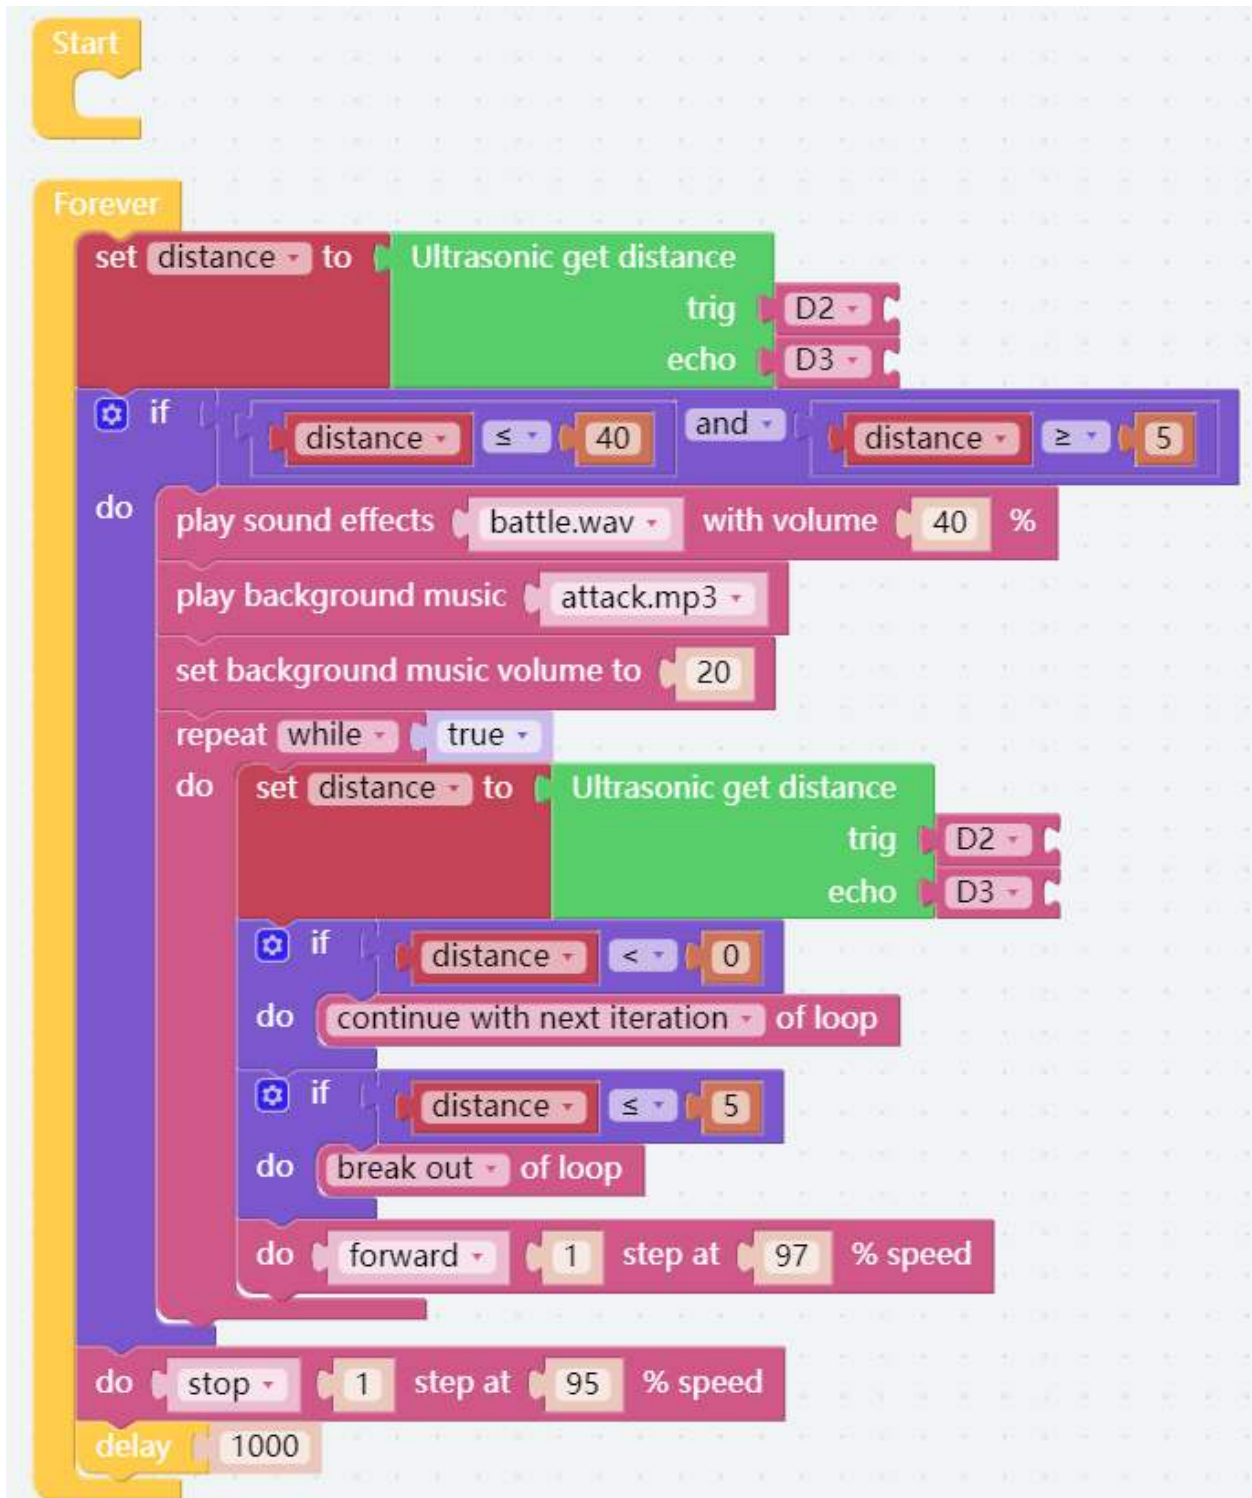 Start
Forever
set distance to Ultrasonic get distance
trig D2
echo D3
if distance ≤ 40 and distance ≥ 5
do play sound effects battle.wav with volume 40 %
play background music attack.mp3
set background music volume to 20
repeat while true
do set distance to Ultrasonic get distance
trig D2
echo D3
if distance < 0
do continue with next iteration of loop
if distance ≤ 5
do break out of loop
do forward 1 step at 97 % speed
do stop 1 step at 95 % speed
delay 1000